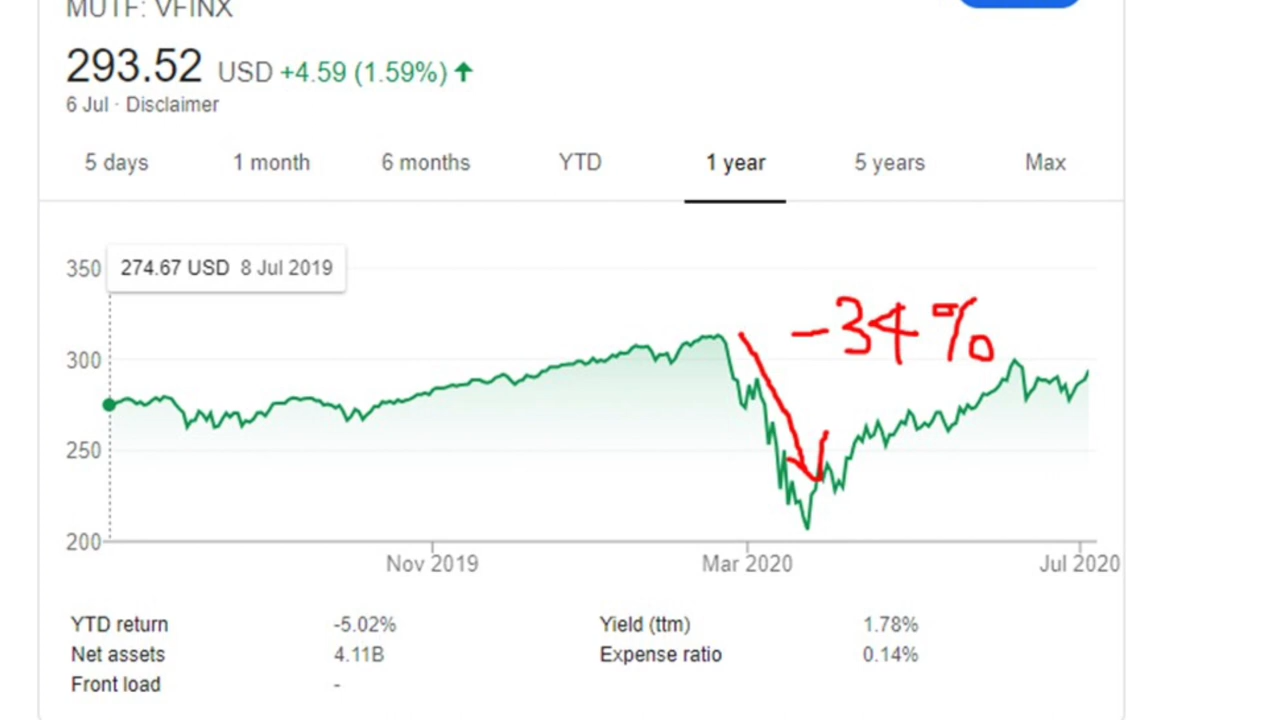 MUTF: VFINX
293.52 USD +4.59 (1.59%) ↑
6 Jul · Disclaimer
5 days 1 month 6 months YTD 1 year 5 years Max
350 274.67 USD 8 Jul 2019
-34%
300
250
200
Nov 2019 Mar 2020 Jul 2020
YTD return -5.02% Yield (ttm) 1.78%
Net assets 4.11B Expense ratio 0.14%
Front load -